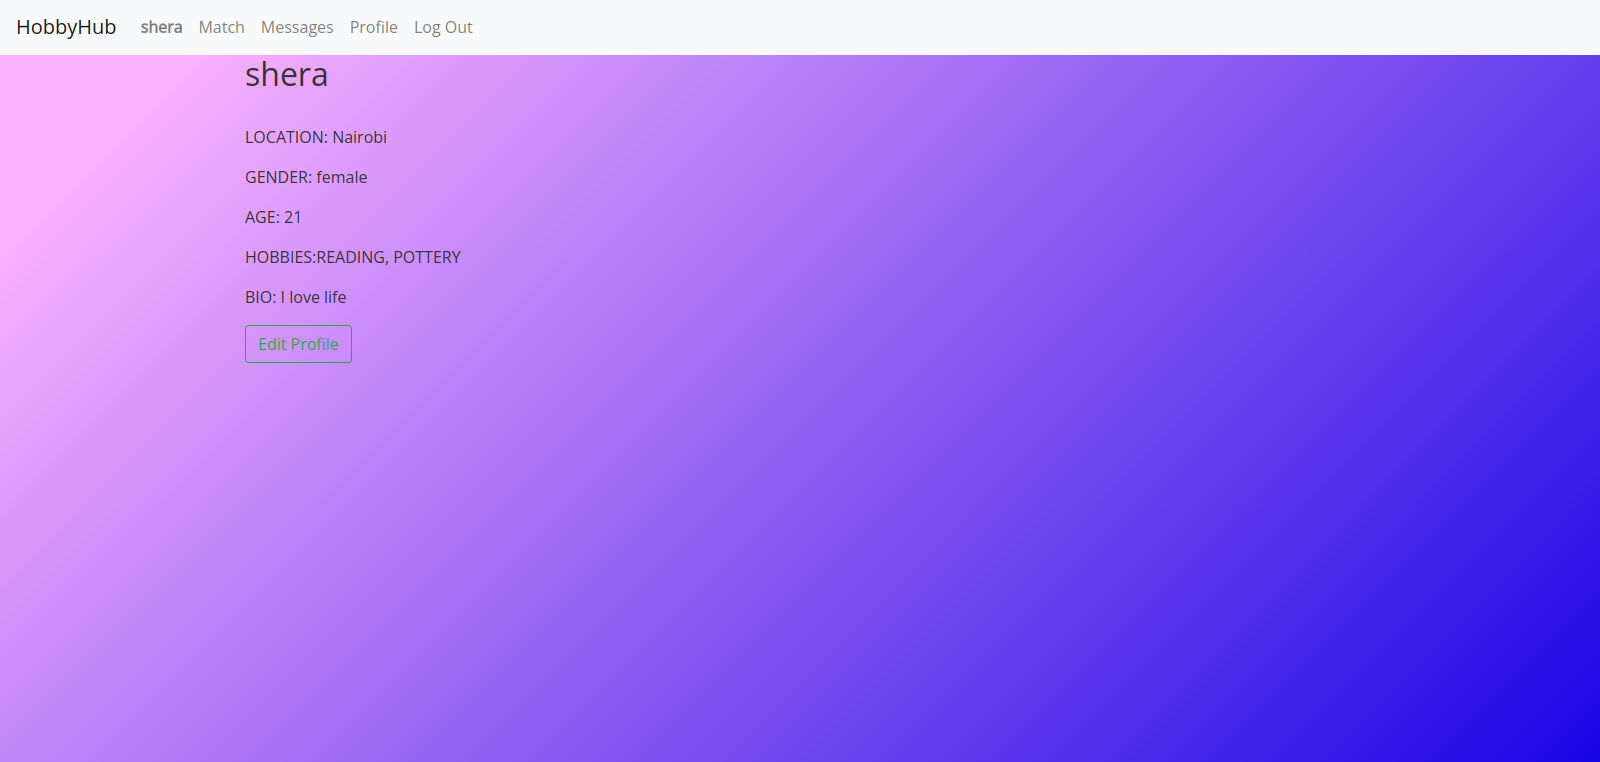 HobbyHub shera Match Messages Profile Log Out
shera
LOCATION: Nairobi
GENDER: female
AGE: 21
HOBBIES:READING, POTTERY
BIO: I love life
Edit Profile